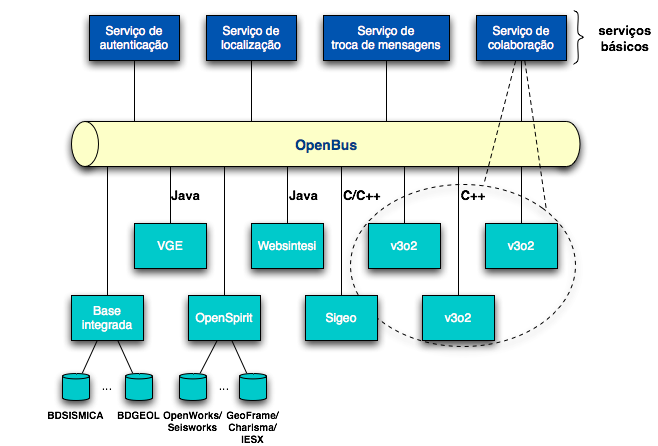 Serviço de
autenticação
Serviço de
localização
Serviço de
troca de mensagens
Serviço de
colaboração
serviços
básicos
OpenBus
Java
Java
C/C++
C++
VGE
Websintesi
v3o2
v3o2
Base
integrada
OpenSpirit
Sigeo
v3o2
...
...
BDSISMICA
BDGEOL
OpenWorks/
Seisworks
GeoFrame/
Charisma/
IESX